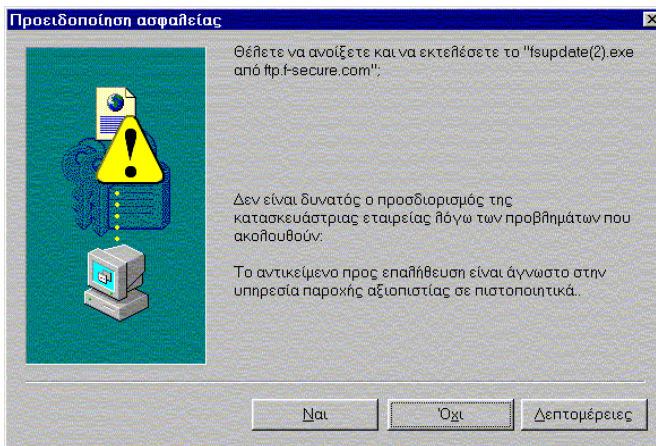 Προειδοποίηση ασφαλείας
Θέλετε να ανοίξετε και να εκτελέσετε το "fsupdate(2).exe
από ftp.f-secure.com";
Δεν είναι δυνατός ο προσδιορισμός της
κατασκευάστριας εταιρείας λόγω των προβλημάτων που
ακολουθούν:
Το αντικείμενο προς επαλήθευση είναι άγνωστο στην
υπηρεσία παροχής αξιοπιστίας σε πιστοποιητικά..
Ναι
Όχι
Λεπτομέρειες